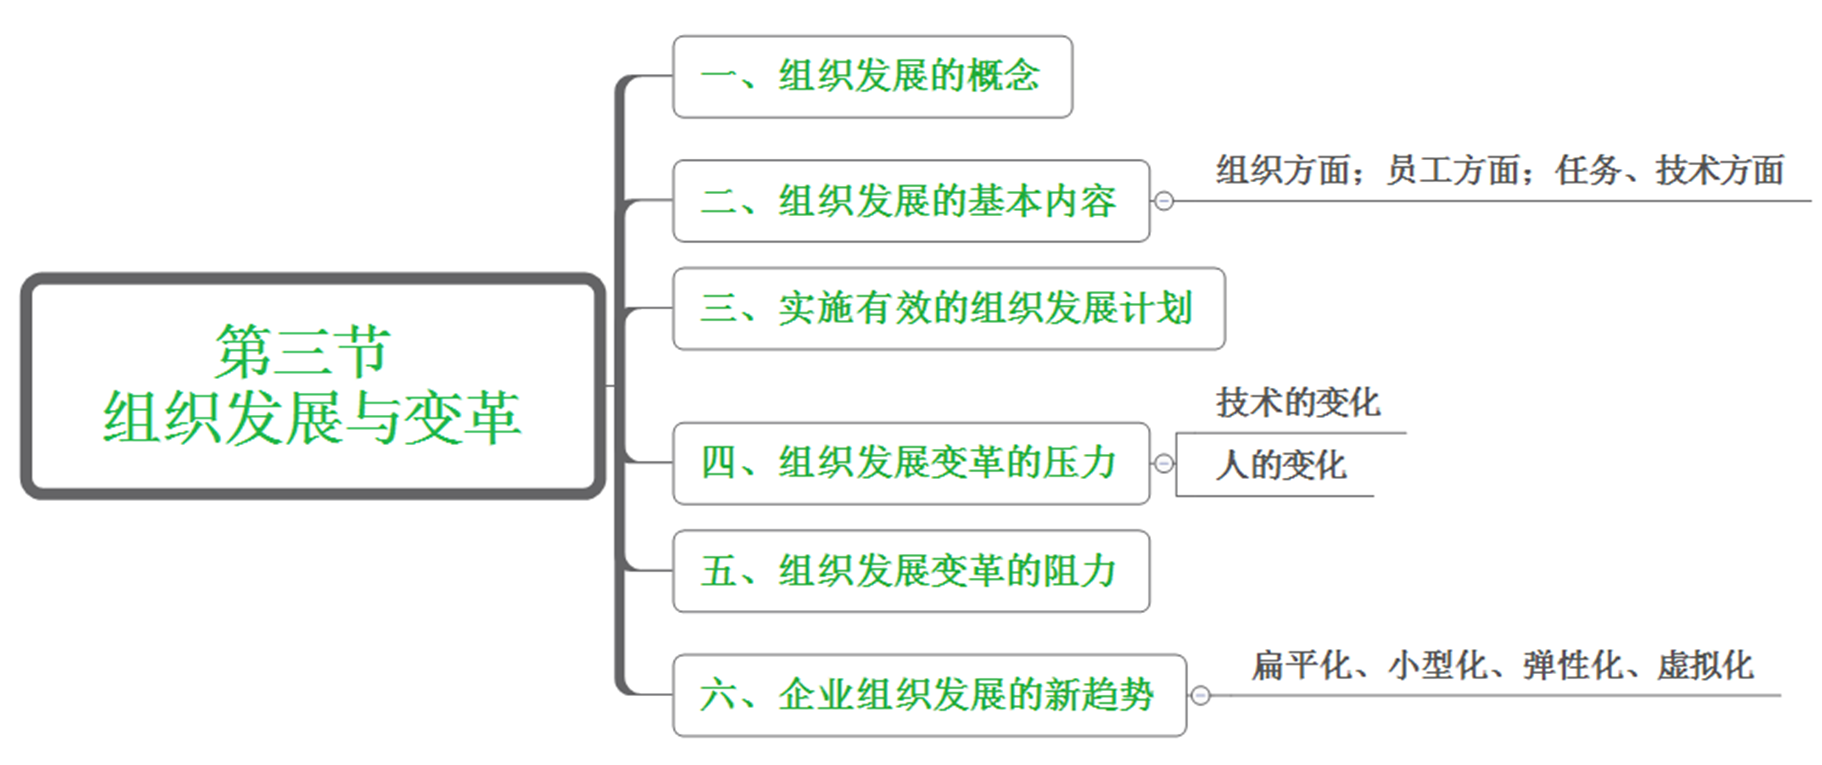 第三节
组织发展与变革
一、组织发展的概念
二、组织发展的基本内容
组织方面；员工方面；任务、技术方面
三、实施有效的组织发展计划
四、组织发展变革的压力
技术的变化
人的变化
五、组织发展变革的阻力
六、企业组织发展的新趋势
扁平化、小型化、弹性化、虚拟化